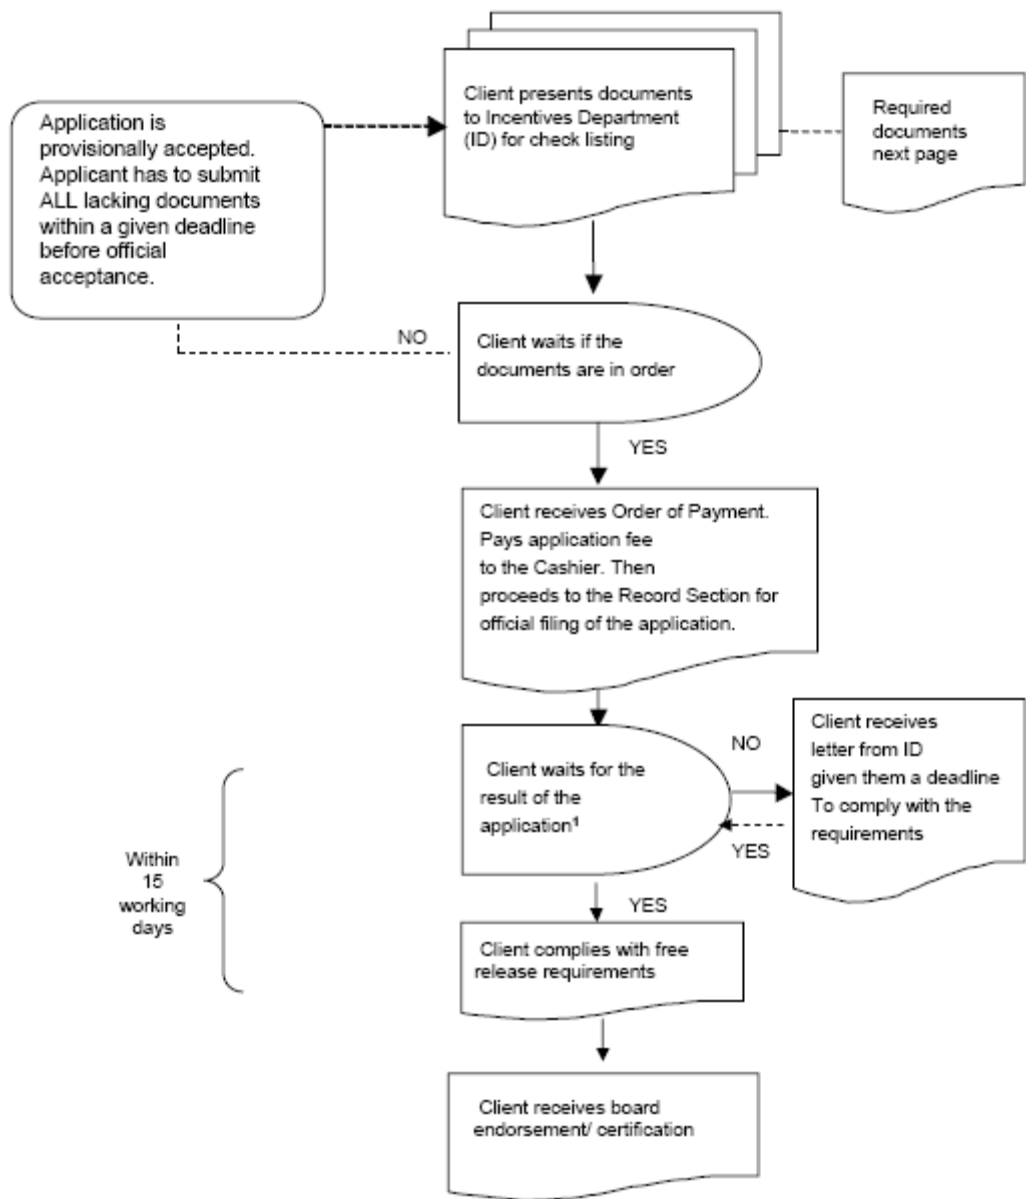 Client presents documents
to Incentives Department
(ID) for check listing
Required
documents
next page
Application is
provisionally accepted.
Applicant has to submit
ALL lacking documents
within a given deadline
before official
acceptance.
NO
Client waits if the
documents are in order
YES
Client receives Order of Payment.
Pays application fee
to the Cashier. Then
proceeds to the Record Section for
official filing of the application.
Client waits for the
result of the
application¹
NO
YES
Client receives
letter from ID
given them a deadline
To comply with the
requirements
Within
15
working
days
YES
Client complies with free
release requirements
Client receives board
endorsement/ certification